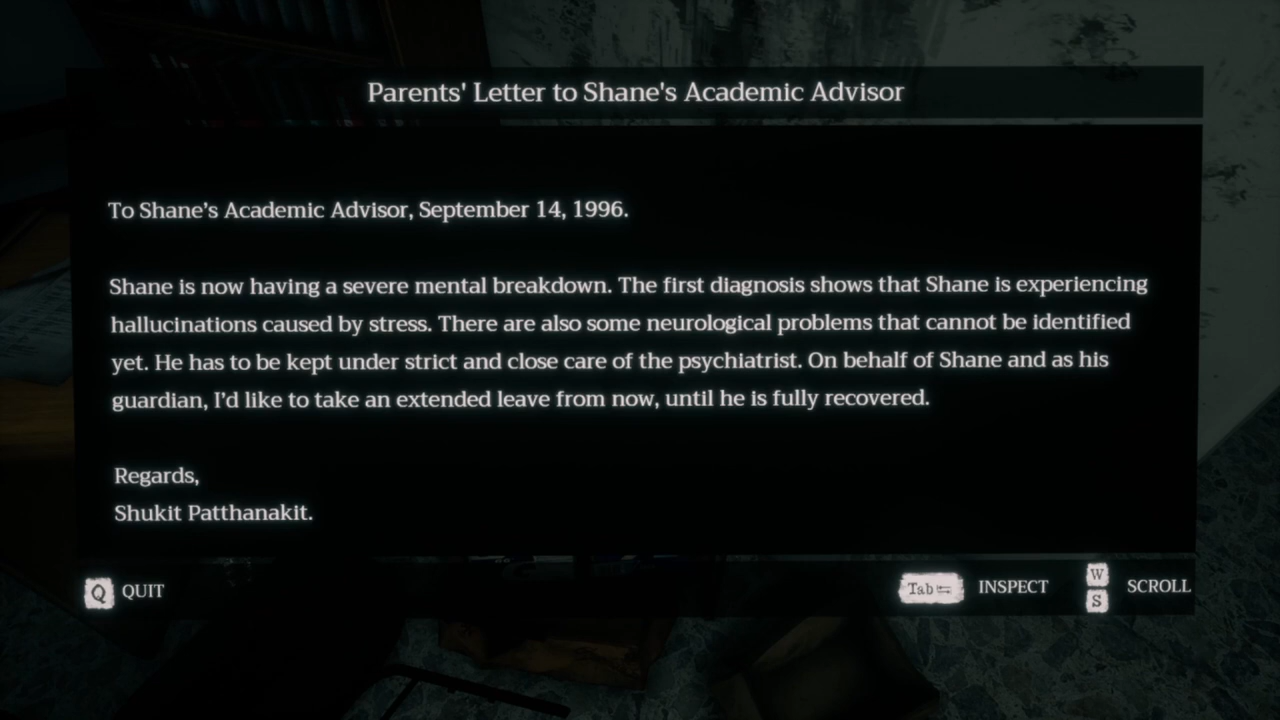 Parents' Letter to Shane's Academic Advisor
To Shane's Academic Advisor, September 14, 1996.
Shane is now having a severe mental breakdown. The first diagnosis shows that Shane is experiencing
hallucinations caused by stress. There are also some neurological problems that cannot be identified
yet. He has to be kept under strict and close care of the psychiatrist. On behalf of Shane and as his
guardian, I'd like to take an extended leave from now, until he is fully recovered.
Regards,
Shukit Patthanakit.
Q QUIT
Tab INSPECT
W
S
SCROLL